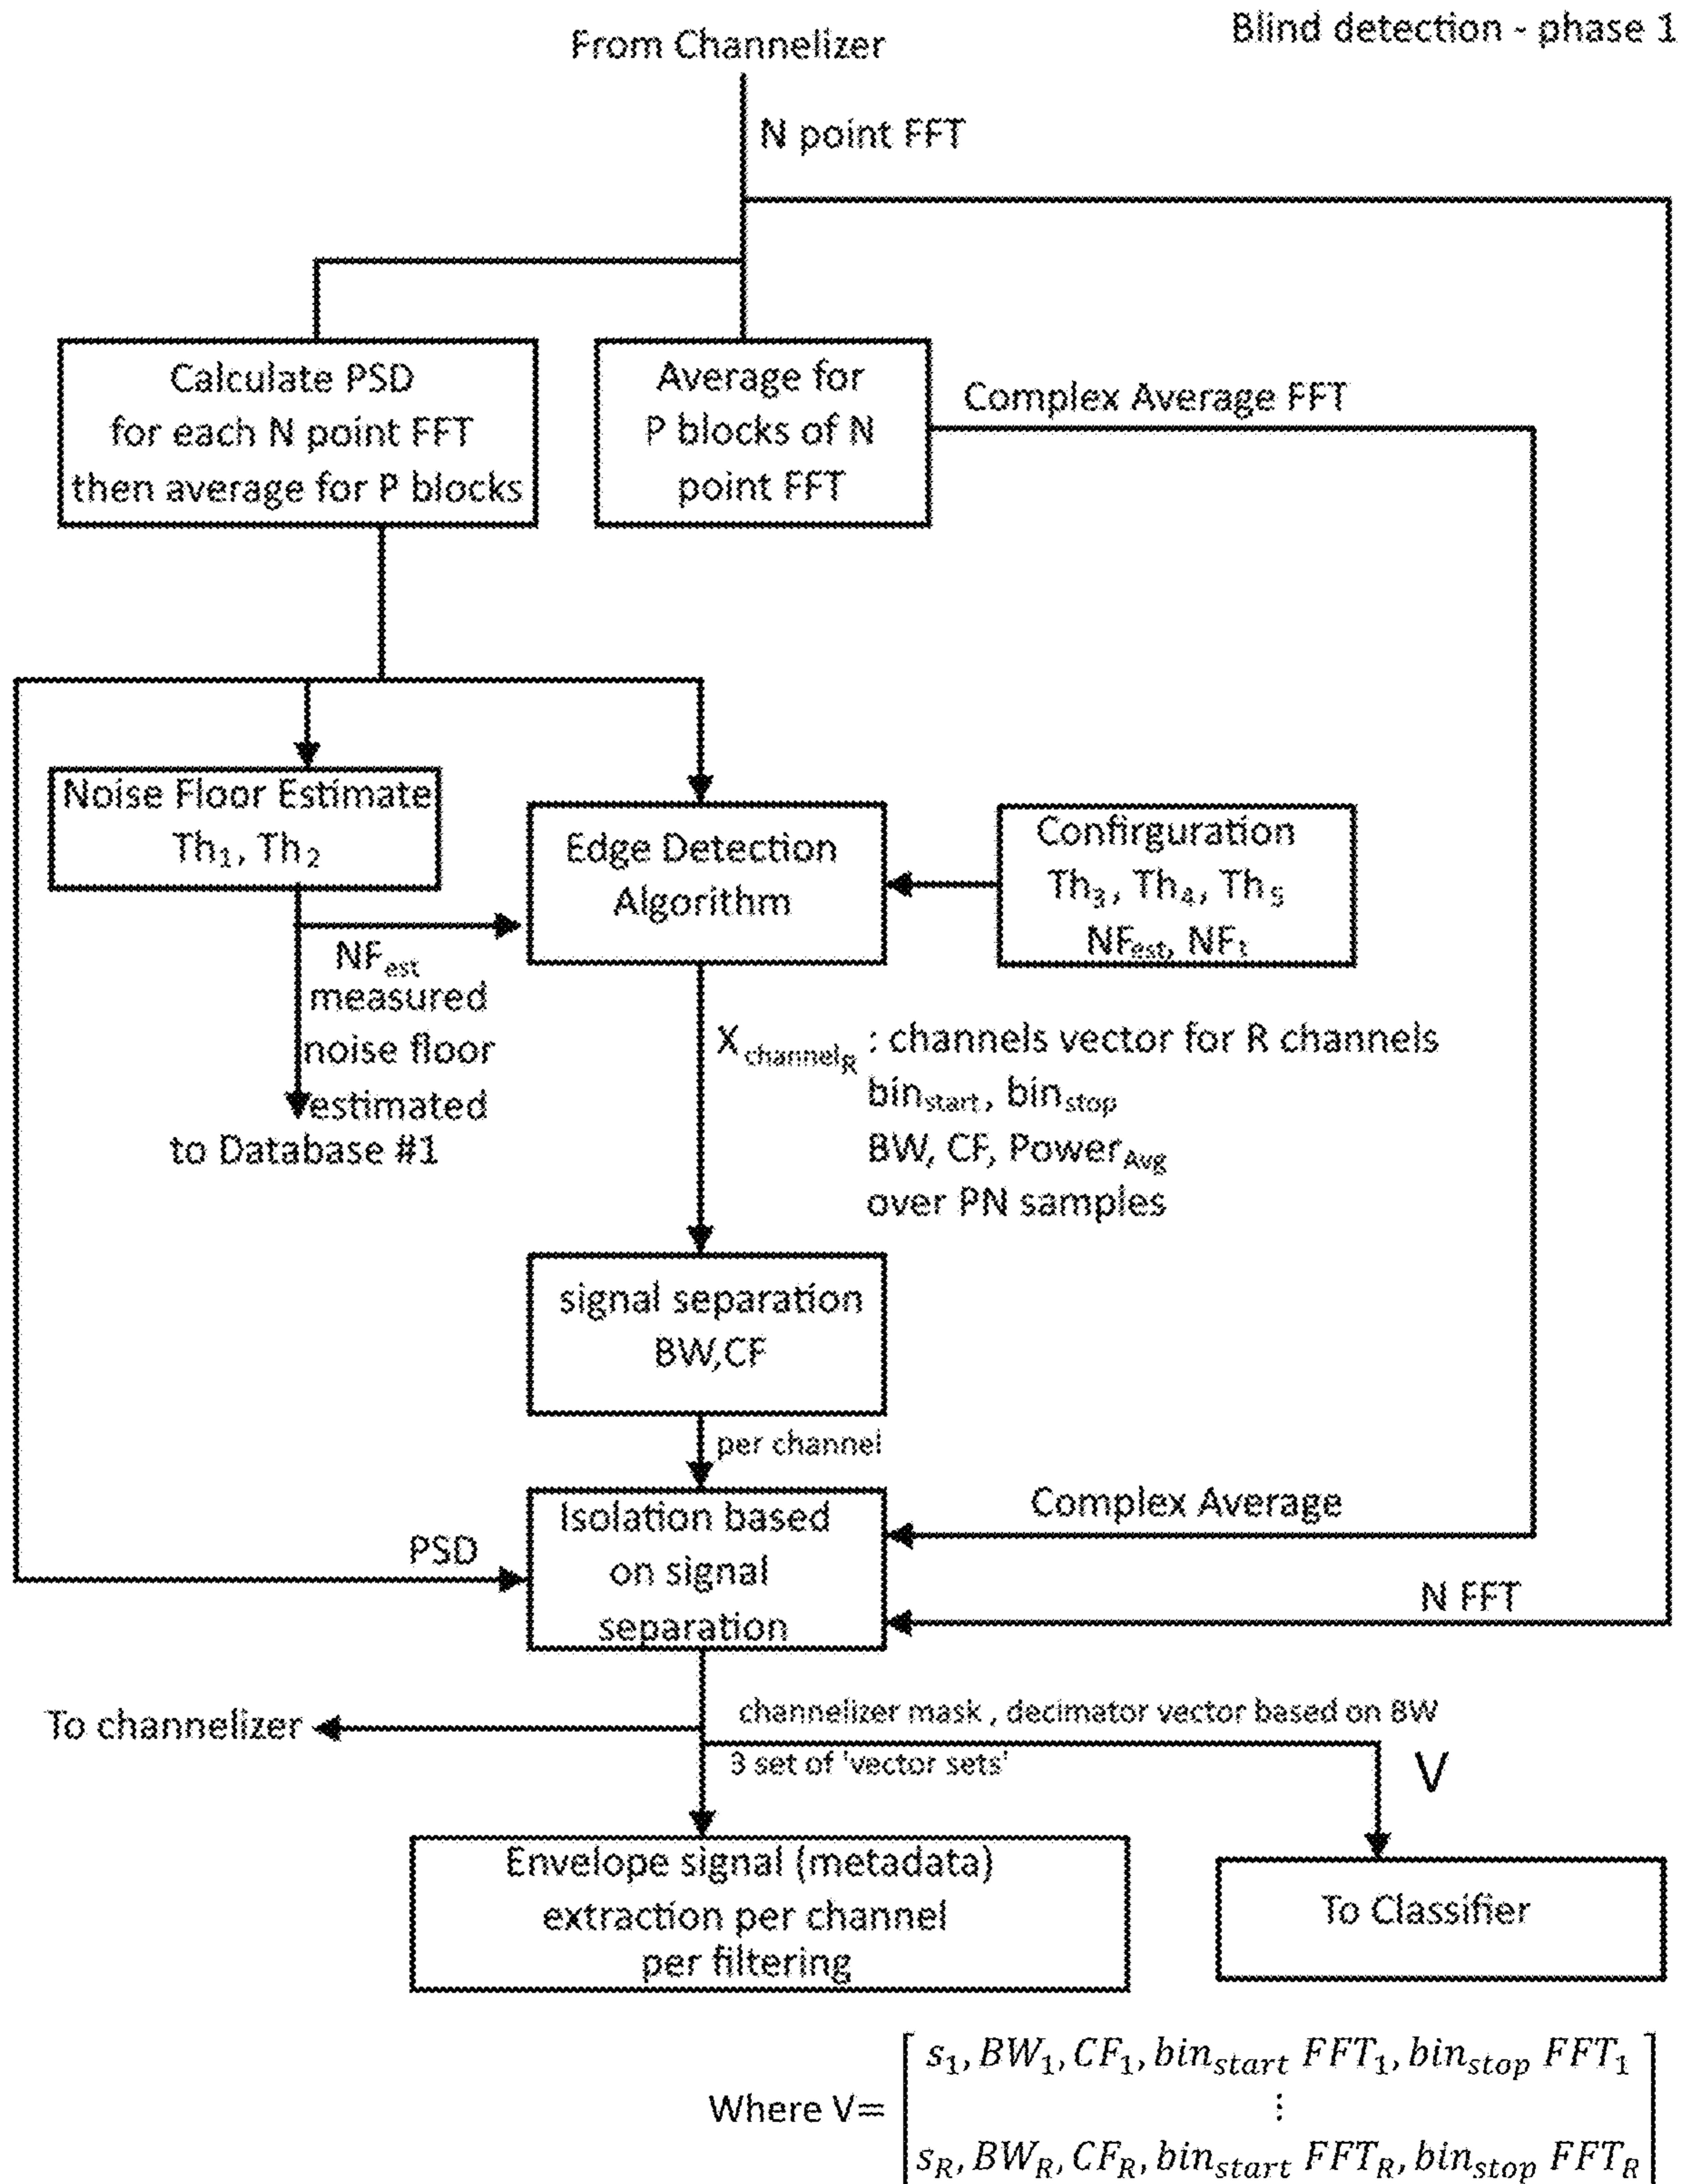 Blind detection - phase 1
From Channelizer
N point FFT
Calculate PSD
for each N point FFT
then average for P blocks
Average for
P blocks of N
point FFT
Complex Average FFT
Noise Floor Estimate
Th₁, Th₂
Edge Detection
Algorithm
Confirguration
Th₃, Th₄, Th₅
NFₑₛₜ, NFₜ
NFₑₛₜ
measured
noise floor
estimated
to Database #1
X channel_R : channels vector for R channels
bin_start, bin_stop
BW, CF, Power_Avg
over PN samples
signal separation
BW,CF
per channel
Isolation based
on signal
separation
Complex Average
PSD
N FFT
To channelizer
channelizer mask , decimator vector based on BW
3 set of 'vector sets'
V
Envelope signal (metadata)
extraction per channel
per filtering
To Classifier
s₁, BW₁, CF₁, bin_start FFT₁, bin_stop FFT₁
Where V= ⋮
s_R, BW_R, CF_R, bin_start FFT_R, bin_stop FFT_R